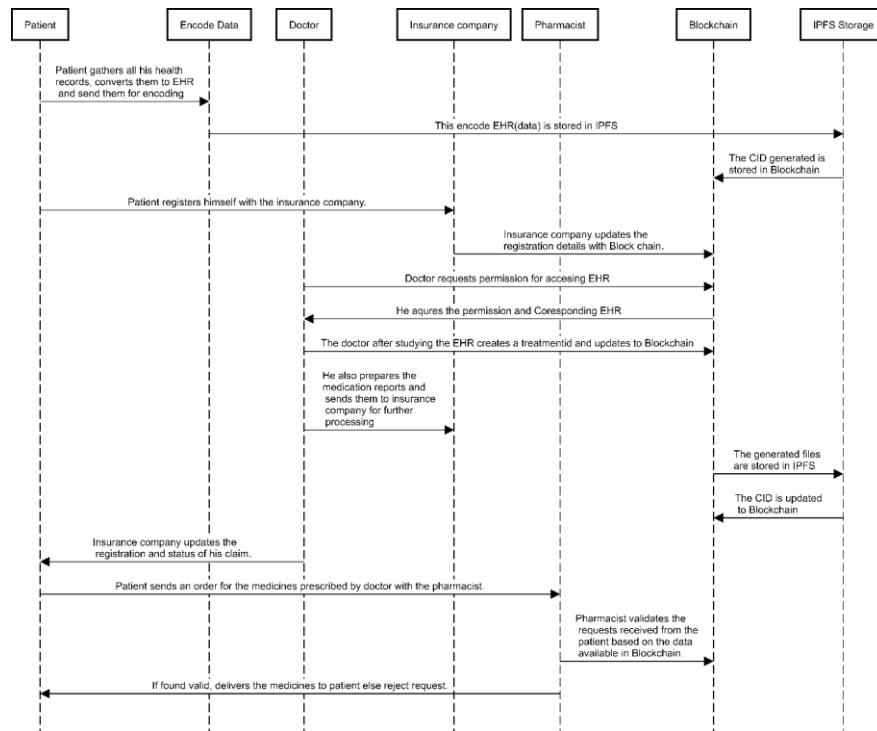 Patient
Encode Data
Doctor
Insurance company
Pharmacist
Blockchain
IPFS Storage
Patient gathers all his health
records, converts them to EHR
and send them for encoding
This encode EHR(data) is stored in IPFS
The CID generated is
stored in Blockchain
Patient registers himself with the insurance company.
Insurance company updates the
registration details with Block chain.
Doctor requests permission for accesing EHR
He aqures the permission and Coresponding EHR
The doctor after studying the EHR creates a treatmentid and updates to Blockchain
He also prepares the
medication reports and
sends them to insurance
company for further
processing
The generated files
are stored in IPFS
The CID is updated
to Blockchain
Insurance company updates the
registration and status of his claim.
Patient sends an order for the medicines prescribed by doctor with the pharmacist.
Pharmacist validates the
requests received from the
patient based on the data
available in Blockchain.
If found valid, delivers the medicines to patient else reject request.